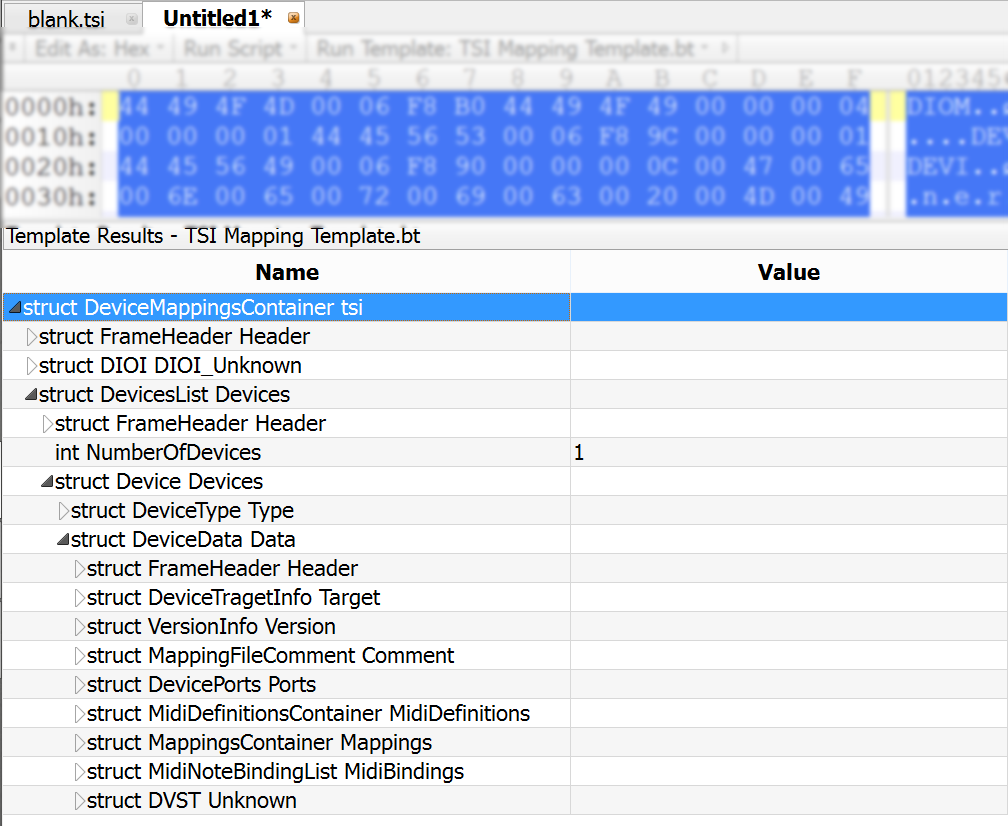 blank.tsi Untitled1*
Edit As: Hex Run Script Run Template: TSI Mapping Template.bt
0 1 2 3 4 5 6 7 8 9 A B C D E F 0123456
0000h: 44 49 4F 4D 00 06 F8 B0 44 49 4F 49 00 00 00 04 DIOM..
0010h: 00 00 00 01 44 45 56 53 00 06 F8 9C 00 00 00 01 ....DEV
0020h: 44 45 56 49 00 06 F8 90 00 00 00 0C 00 47 00 65 DEVI..
0030h: 00 6E 00 65 00 72 00 69 00 63 00 20 00 4D 00 49 .n.e.r
Template Results - TSI Mapping Template.bt
Name Value
struct DeviceMappingsContainer tsi
struct FrameHeader Header
struct DIOI DIOI_Unknown
struct DevicesList Devices
struct FrameHeader Header
int NumberOfDevices 1
struct Device Devices
struct DeviceType Type
struct DeviceData Data
struct FrameHeader Header
struct DeviceTragetInfo Target
struct VersionInfo Version
struct MappingFileComment Comment
struct DevicePorts Ports
struct MidiDefinitionsContainer MidiDefinitions
struct MappingsContainer Mappings
struct MidiNoteBindingList MidiBindings
struct DVST Unknown